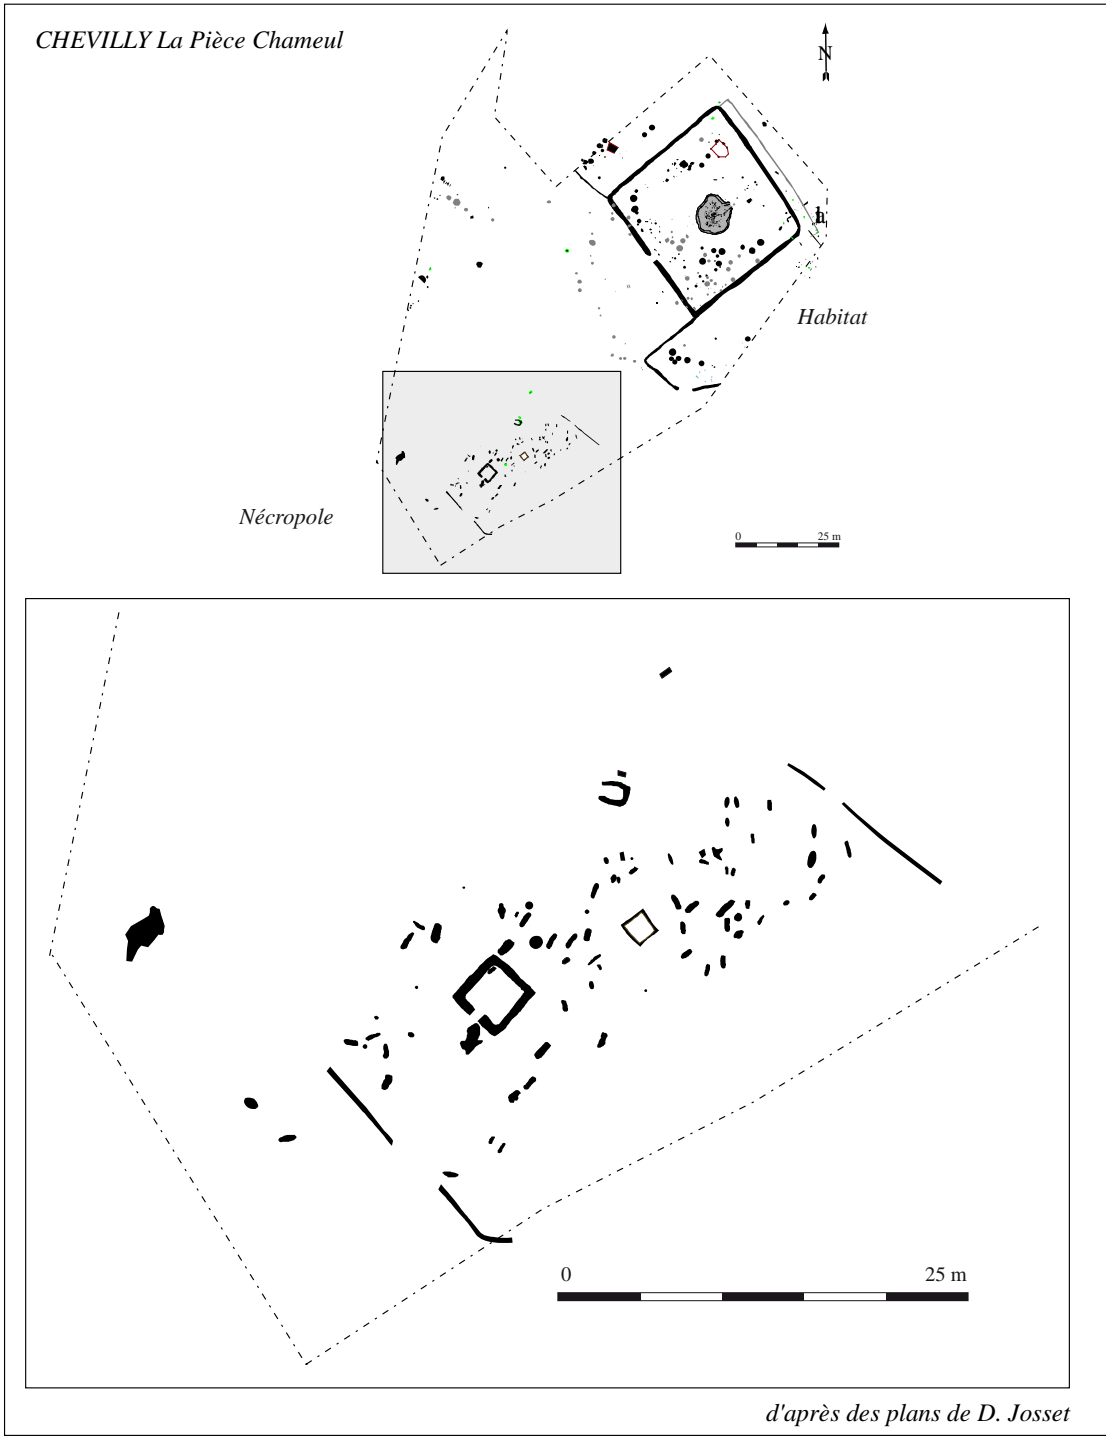 CHEVILLY La Pièce Chameul
N
Habitat
Nécropole
0 25 m
0 25 m
d'après des plans de D. Josset